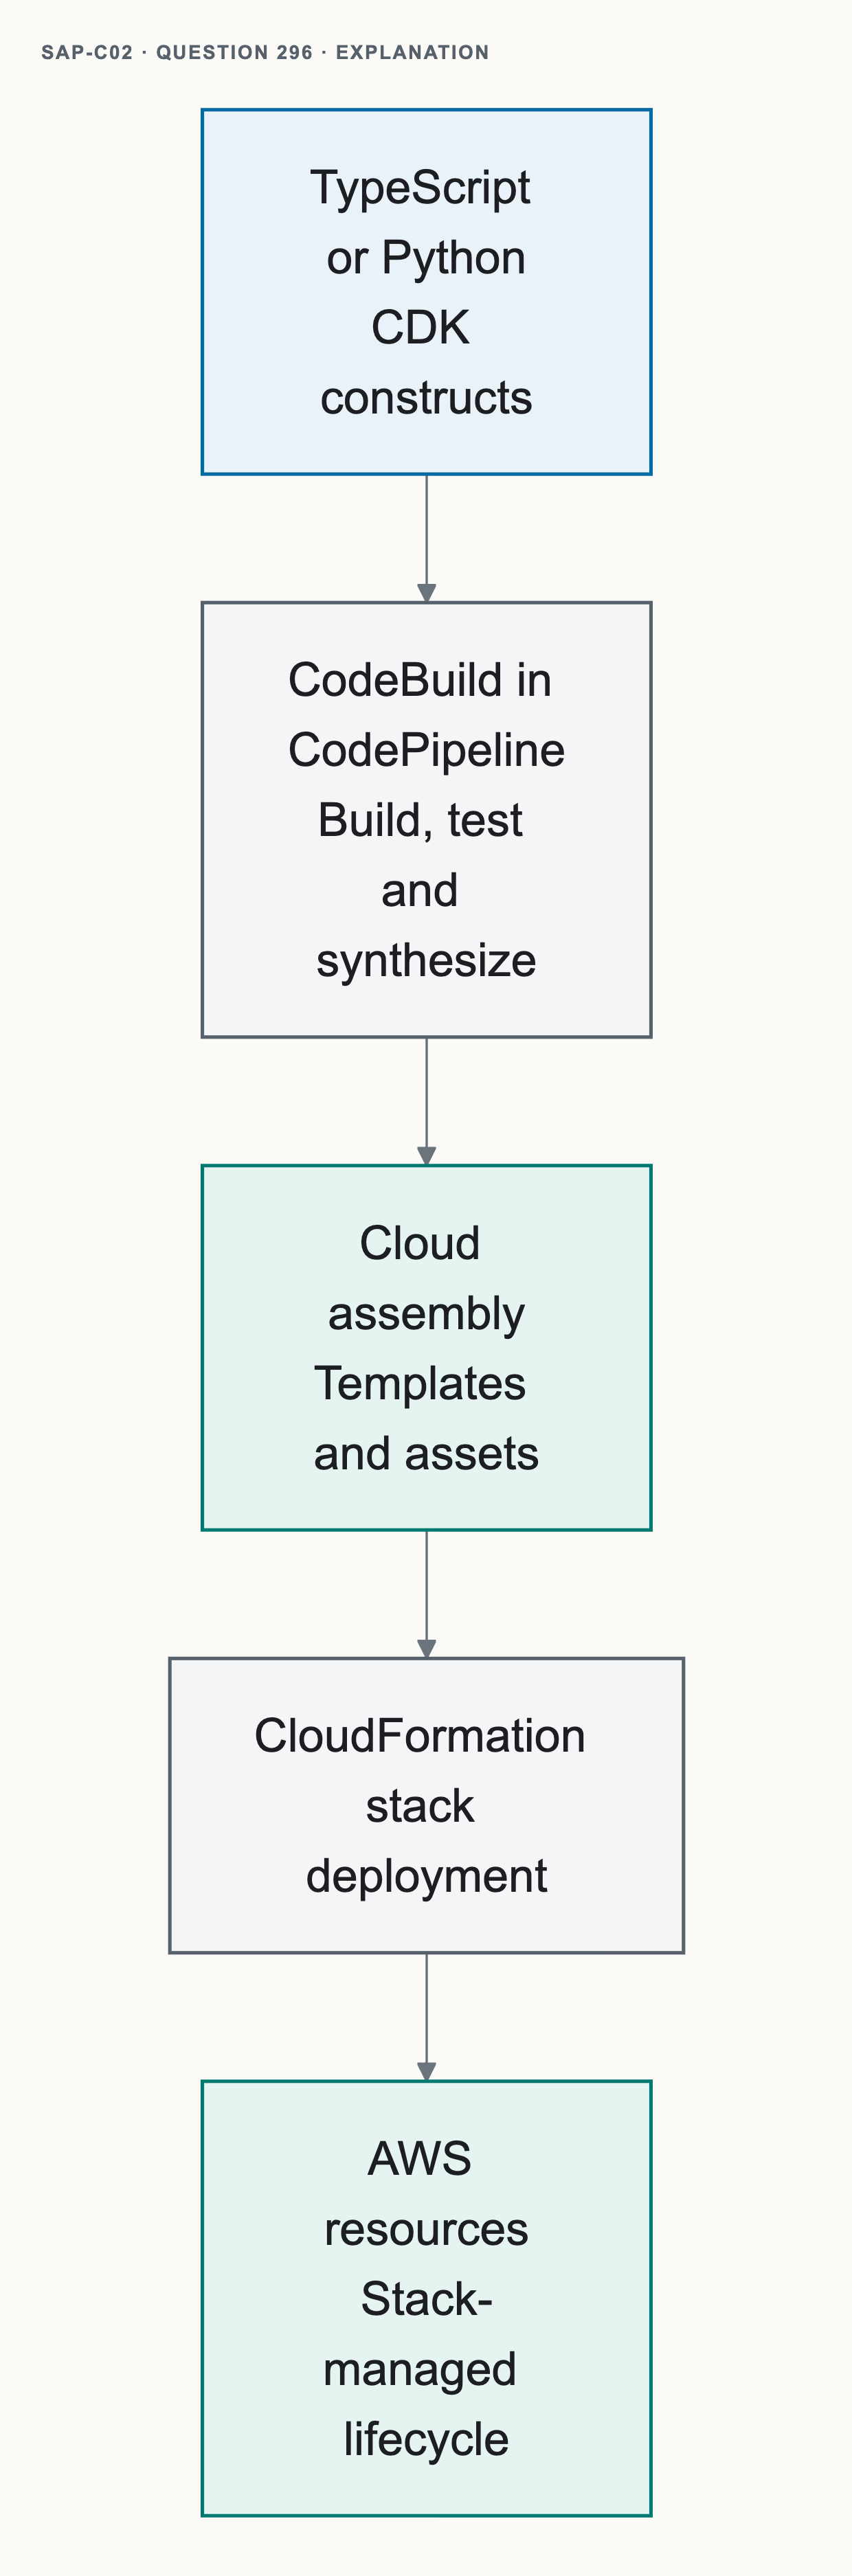 SAP-C02 · QUESTION 296 · EXPLANATION
TypeScript
or Python
CDK
constructs
CodeBuild in
CodePipeline
Build, test
and
synthesize
Cloud
assembly
Templates
and assets
CloudFormation
stack
deployment
AWS
resources
Stack-
managed
lifecycle